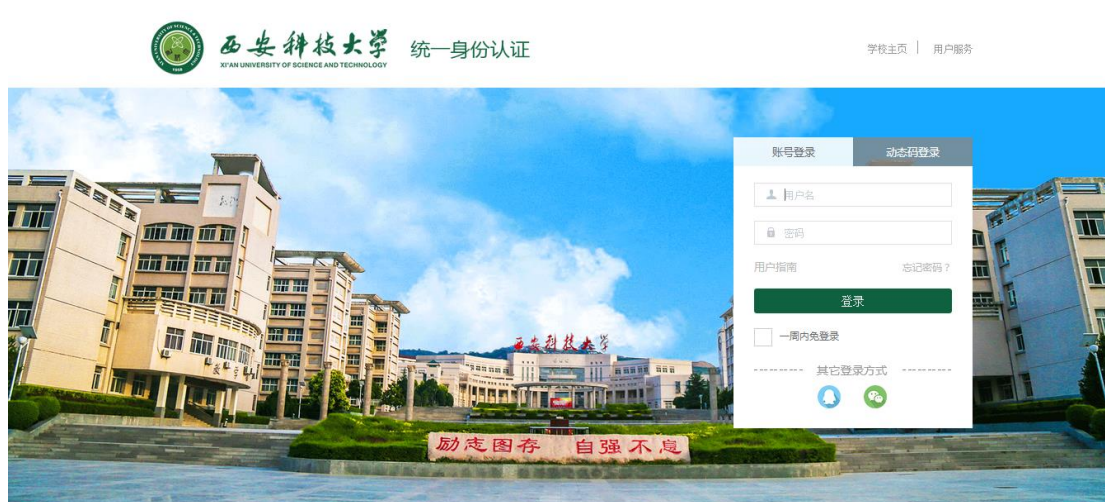 西安科技大学
XI'AN UNIVERSITY OF SCIENCE AND TECHNOLOGY
统一身份认证
学校主页
用户服务
账号登录
动态码登录
用户名
密码
用户指南
忘记密码？
登录
一周内免登录
其它登录方式
西安科技大学
励志图存 自强不息